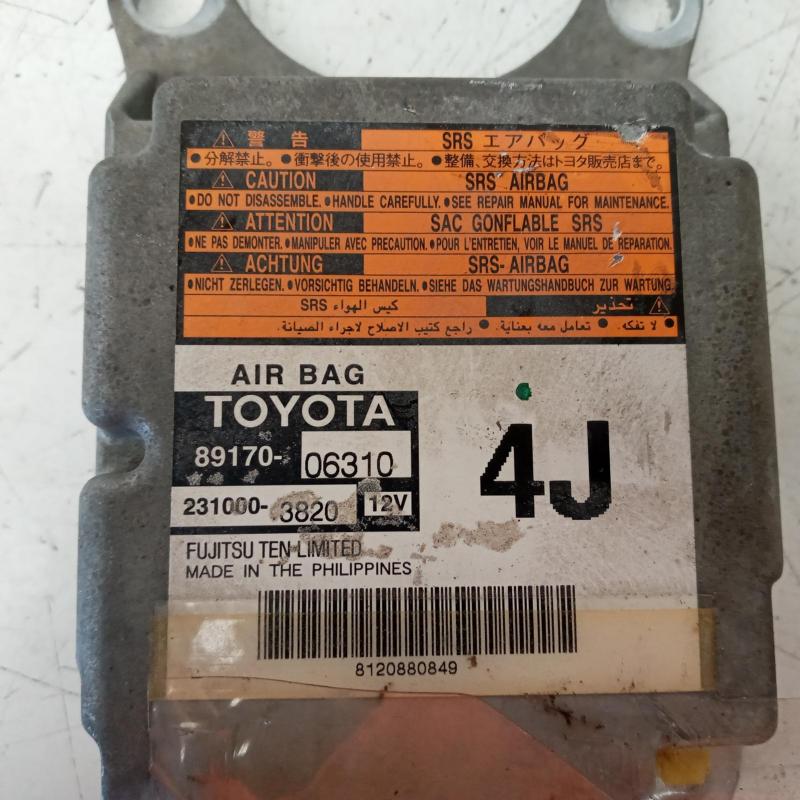 ⚠ 警告 SRS エアバッグ
●分解禁止。●衝撃後の使用禁止。●整備、交換方法はトヨタ販売店まで。
⚠ CAUTION SRS AIRBAG
●DO NOT DISASSEMBLE. ●HANDLE CAREFULLY. ●SEE REPAIR MANUAL FOR MAINTENANCE.
⚠ ATTENTION SAC GONFLABLE SRS
●NE PAS DEMONTER. ●MANIPULER AVEC PRECAUTION. ●POUR L'ENTRETIEN, VOIR LE MANUEL DE REPARATION.
⚠ ACHTUNG SRS-AIRBAG
●NICHT ZERLEGEN. ●VORSICHTIG BEHANDELN. ●SIEHE DAS WARTUNGSHANDBUCH ZUR WARTUNG.
⚠ تحذير كيس الهواء SRS
● لا تفكه. ● تعامل معه بعناية. ● راجع كتيب الاصلاح لاجراء الصيانة.
AIR BAG
TOYOTA
89170- 06310
231000- 3820 12V
4J
FUJITSU TEN LIMITED
MADE IN THE PHILIPPINES
8120880849